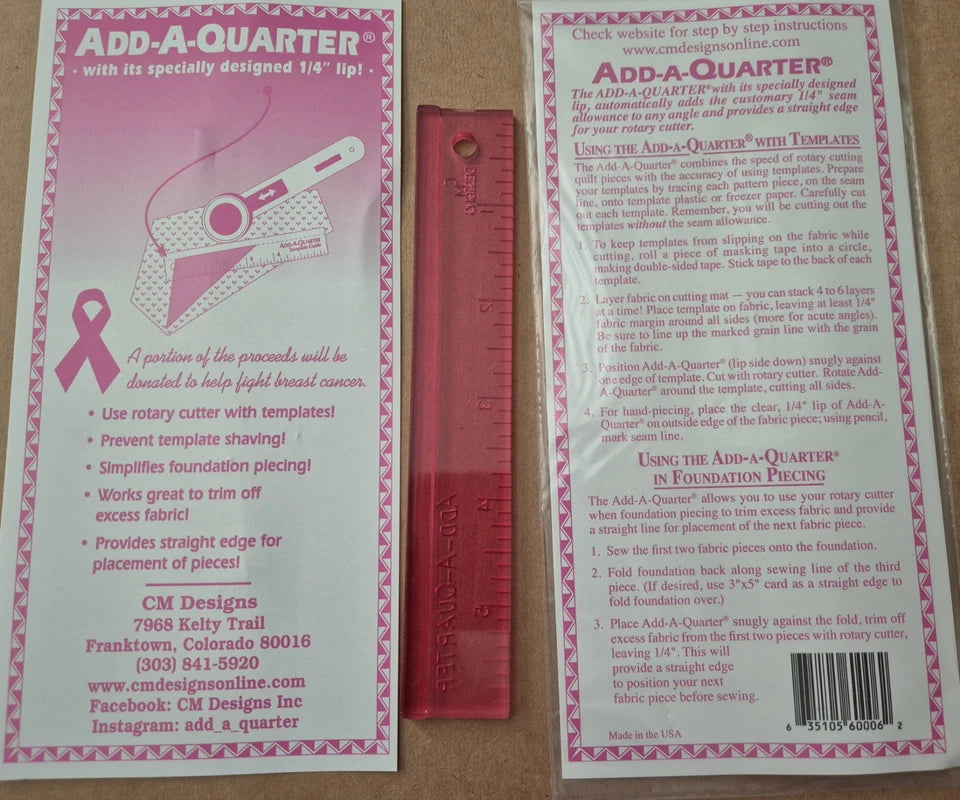 ADD-A-QUARTER®
· with its specially designed 1/4" lip! ·
ADD-A-QUARTER
Template Guide
A portion of the proceeds will be
donated to help fight breast cancer.
• Use rotary cutter with templates!
• Prevent template shaving!
• Simplifies foundation piecing!
• Works great to trim off
excess fabric!
• Provides straight edge for
placement of pieces!
CM Designs
7968 Kelty Trail
Franktown, Colorado 80016
(303) 841-5920
www.cmdesignsonline.com
Facebook: CM Designs Inc
Instagram: add_a_quarter
1
2
3
4
5
ADD-A-QUARTER
Check website for step by step instructions
www.cmdesignsonline.com
ADD-A-QUARTER®
The ADD-A-QUARTER® with its specially designed
lip, automatically adds the customary 1/4" seam
allowance to any angle and provides a straight edge
for your rotary cutter.
USING THE ADD-A-QUARTER® WITH TEMPLATES
The Add-A-Quarter® combines the speed of rotary cutting
quilt pieces with the accuracy of using templates. Prepare
your templates by tracing each pattern piece, on the seam
line, onto template plastic or freezer paper. Carefully cut
out each template. Remember, you will be cutting out the
templates without the seam allowance.
1. To keep templates from slipping on the fabric while
cutting, roll a piece of masking tape into a circle,
making double-sided tape. Stick tape to the back of each
template.
2. Layer fabric on cutting mat — you can stack 4 to 6 layers
at a time! Place template on fabric, leaving at least 1/4"
fabric margin around all sides (more for acute angles).
Be sure to line up the marked grain line with the grain
of the fabric.
3. Position Add-A-Quarter® (lip side down) snugly against
one edge of template. Cut with rotary cutter. Rotate Add-
A-Quarter® around the template, cutting all sides.
4. For hand-piecing, place the clear, 1/4" lip of Add-A-
Quarter® on outside edge of the fabric piece; using pencil,
mark seam line.
USING THE ADD-A-QUARTER®
IN FOUNDATION PIECING
The Add-A-Quarter® allows you to use your rotary cutter
when foundation piecing to trim excess fabric and provide
a straight line for placement of the next fabric piece.
1. Sew the first two fabric pieces onto the foundation.
2. Fold foundation back along sewing line of the third
piece. (If desired, use 3"x5" card as a straight edge to
fold foundation over.)
3. Place Add-A-Quarter® snugly against the fold, trim off
excess fabric from the first two pieces with rotary cutter,
leaving 1/4". This will
provide a straight edge
to position your next
fabric piece before sewing.
Made in the USA
6 35105 60006 2